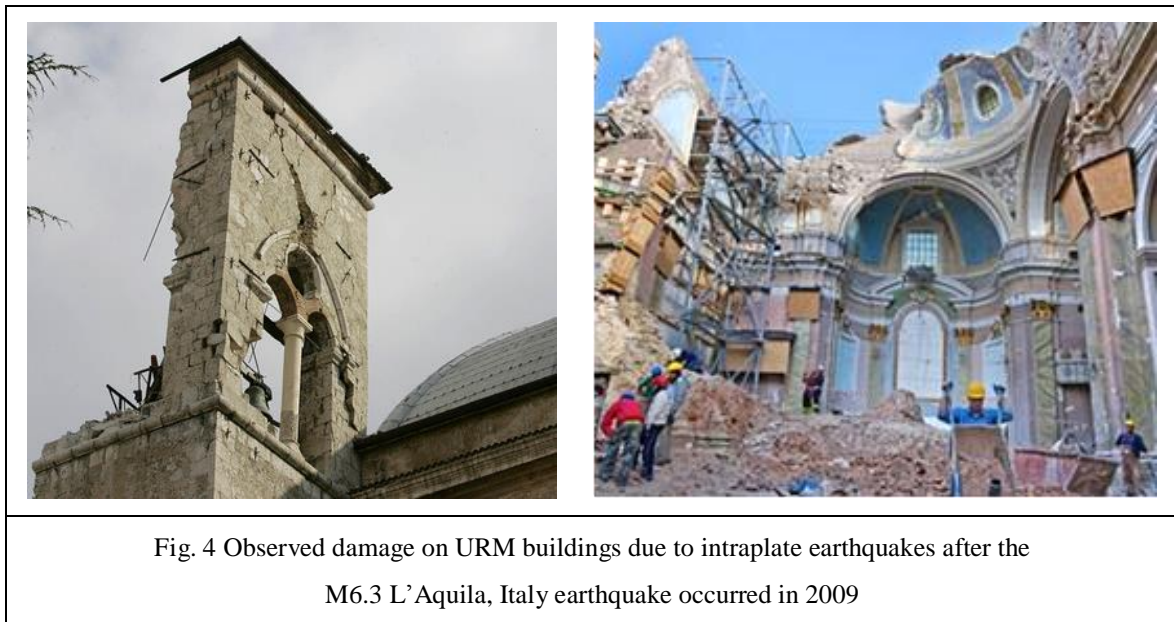 Fig. 4 Observed damage on URM buildings due to intraplate earthquakes after the
M6.3 L’Aquila, Italy earthquake occurred in 2009